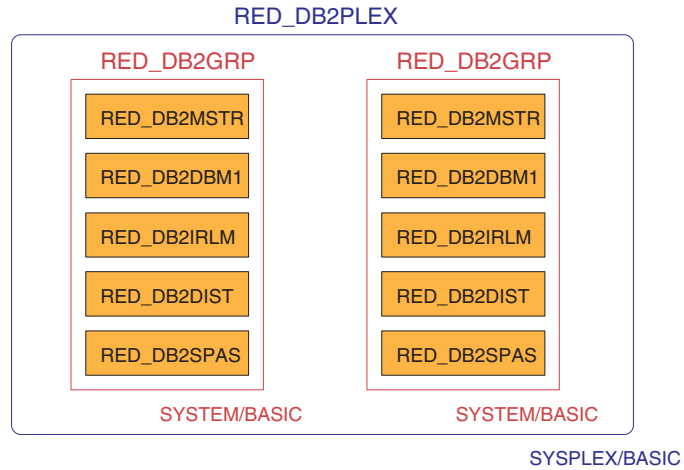 RED_DB2PLEX
RED_DB2GRP
RED_DB2MSTR
RED_DB2DBM1
RED_DB2IRLM
RED_DB2DIST
RED_DB2SPAS
SYSTEM/BASIC
RED_DB2GRP
RED_DB2MSTR
RED_DB2DBM1
RED_DB2IRLM
RED_DB2DIST
RED_DB2SPAS
SYSTEM/BASIC
SYSPLEX/BASIC